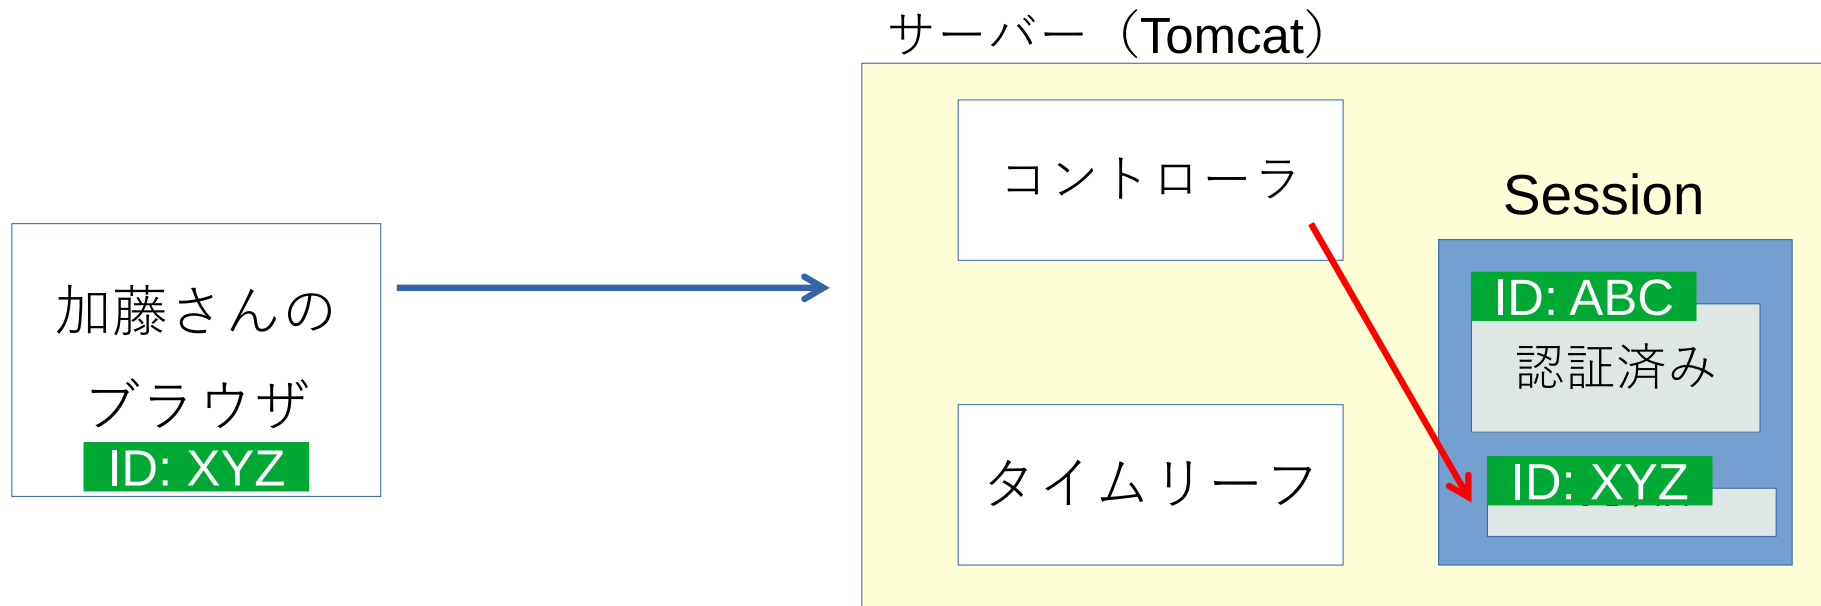 サーバー（Tomcat）
コントローラ
Session
加藤さんの
ブラウザ
ID: XYZ
ID: ABC
認証済み
タイムリーフ
ID: XYZ